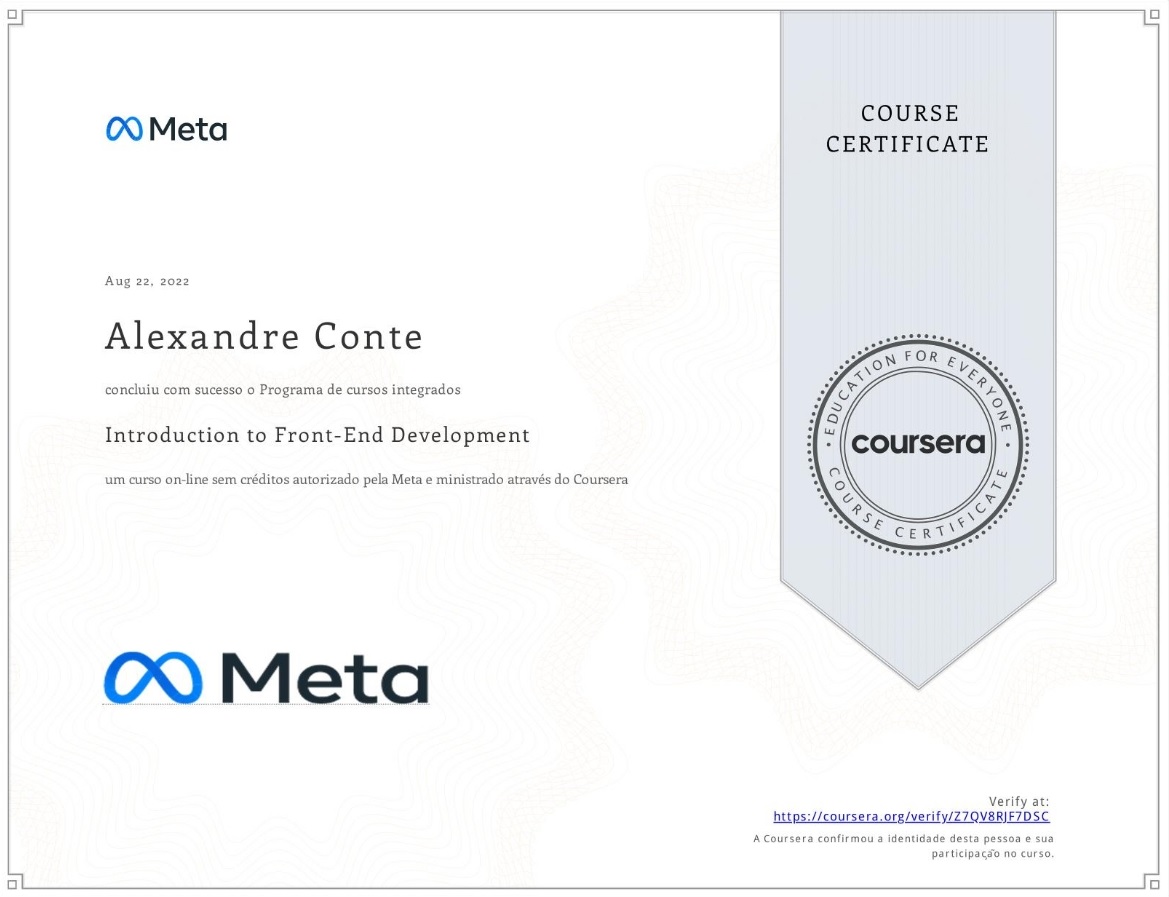 Meta
COURSE
CERTIFICATE
Aug 22, 2022
Alexandre Conte
concluiu com sucesso o Programa de cursos integrados
Introduction to Front-End Development
um curso on-line sem créditos autorizado pela Meta e ministrado através do Coursera
EDUCATION FOR EVERYONE
coursera
COURSE CERTIFICATE
Meta
Verify at:
https://coursera.org/verify/Z7QV8RJF7DSC
A Coursera confirmou a identidade desta pessoa e sua
participação no curso.